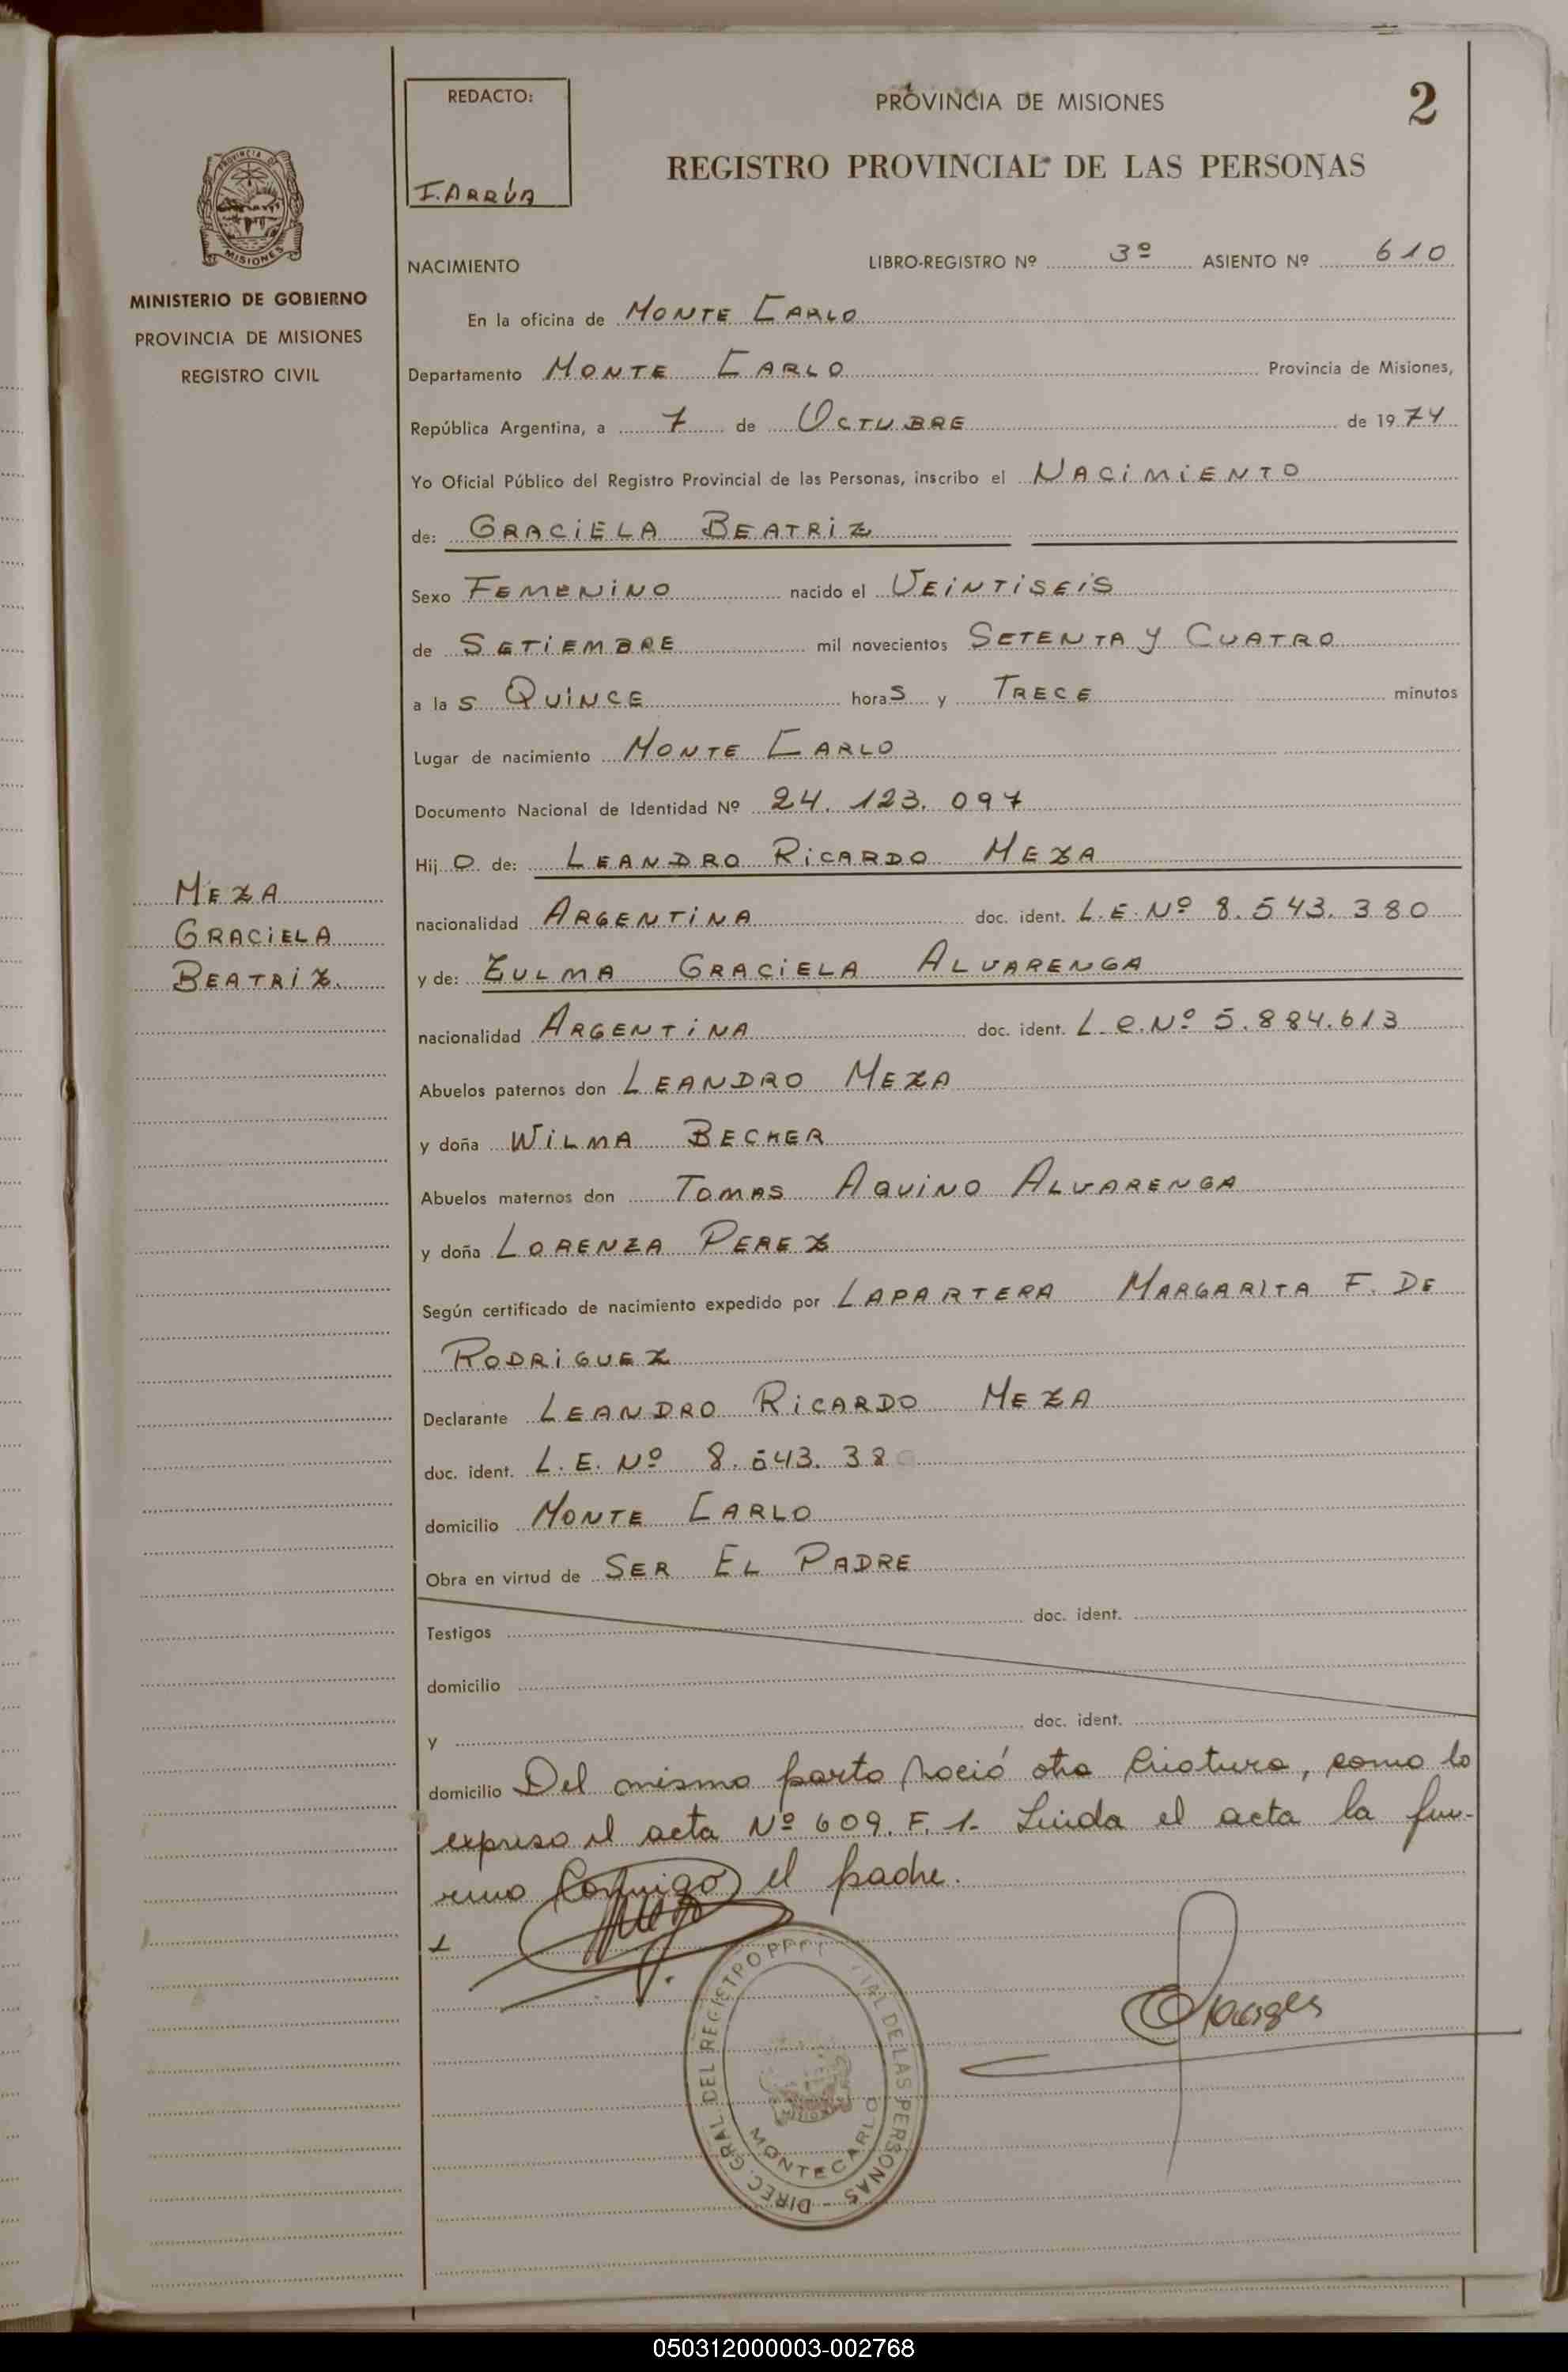 REDACTO:
I. ARRÚA
PROVINCIA DE MISIONES
2
REGISTRO PROVINCIAL DE LAS PERSONAS
PROVINCIA DE
MISIONES
MINISTERIO DE GOBIERNO
PROVINCIA DE MISIONES
REGISTRO CIVIL
NACIMIENTO LIBRO-REGISTRO Nº 3º ASIENTO Nº 610
En la oficina de MONTE CARLO
Departamento MONTE CARLO Provincia de Misiones,
República Argentina, a 7 de OCTUBRE de 1974
Yo Oficial Público del Registro Provincial de las Personas, inscribo el NACIMIENTO
de: GRACIELA BEATRIZ
Sexo FEMENINO nacido el VEINTISEIS
de SETIEMBRE mil novecientos SETENTA Y CUATRO
a las QUINCE horas y TRECE minutos
Lugar de nacimiento MONTE CARLO
Documento Nacional de Identidad Nº 24.123.097
Hijo de: LEANDRO RICARDO MEZA
MEZA
GRACIELA
BEATRIZ.
nacionalidad ARGENTINA doc. ident. L.E. Nº 8.543.380
y de: ZULMA GRACIELA ALVARENGA
nacionalidad ARGENTINA doc. ident. L.C. Nº 5.884.613
Abuelos paternos don LEANDRO MEZA
y doña WILMA BECKER
Abuelos maternos don TOMAS AQUINO ALVARENGA
y doña LORENZA PEREZ
Según certificado de nacimiento expedido por LA PARTERA MARGARITA F. DE
RODRIGUEZ
Declarante LEANDRO RICARDO MEZA
doc. ident. L.E. Nº 8.543.380
domicilio MONTE CARLO
Obra en virtud de SER EL PADRE
Testigos doc. ident.
domicilio
y doc. ident.
domicilio Del mismo parto nació otra criatura, como lo
expresa el acta Nº 609. F. 1. Leída el acta la fir-
ma conmigo el padre.
DIREC. GRAL. DEL REGISTRO DE LAS PERSONAS
MONTECARLO
050312000003-002768